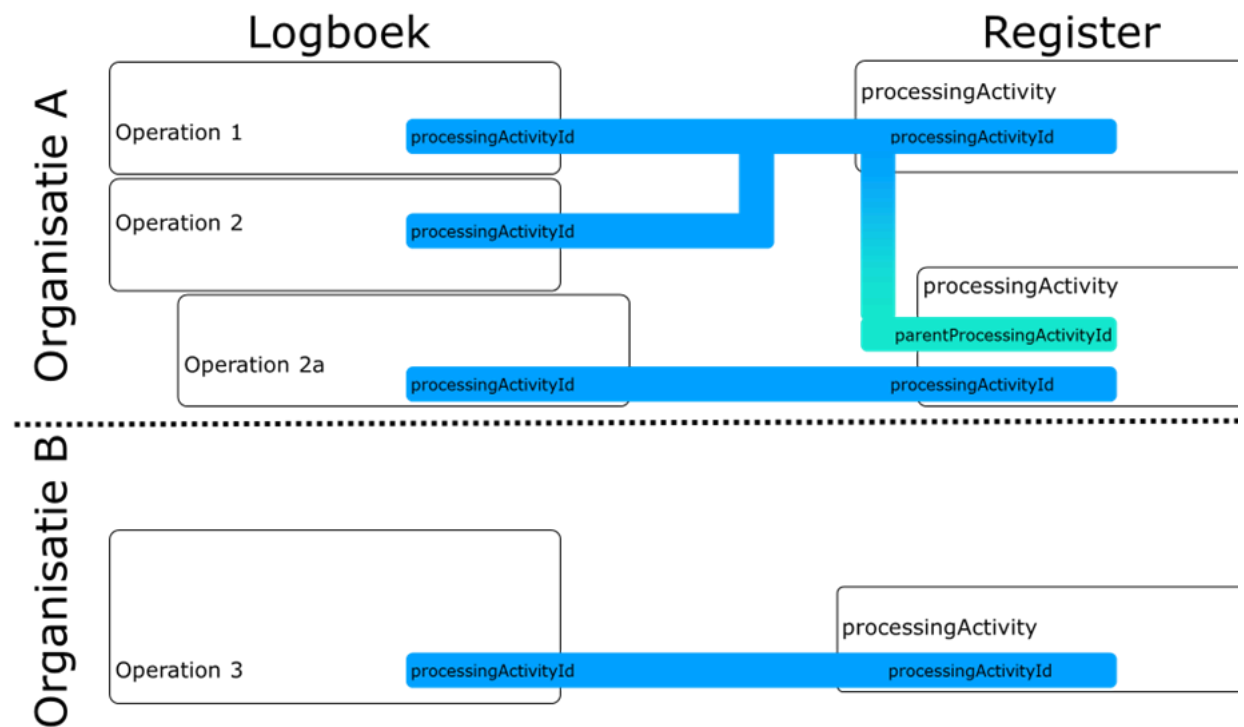 Logboek
Register
Organisatie A
processingActivity
Operation 1
processingActivityId
processingActivityId
Operation 2
processingActivityId
processingActivity
parentProcessingActivityId
Operation 2a
processingActivityId
processingActivityId
Organisatie B
processingActivity
Operation 3
processingActivityId
processingActivityId